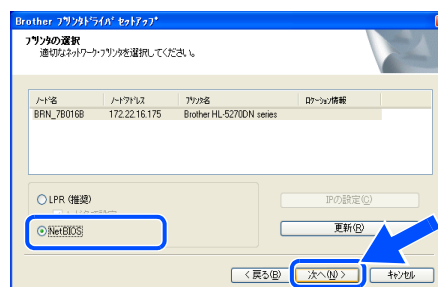 Brother プリンタドライバ セットアップ
プリンタの選択
適切なネットワーク・プリンタを選択してください。
ノード名 ノードアドレス プリンタ名 ロケーション情報
BRN_7B016B 172.22.16.175 Brother HL-5270DN series
LPR (推奨)
NetBIOS
IPの設定(C)
更新(R)
< 戻る(B) 次へ(N) > キャンセル